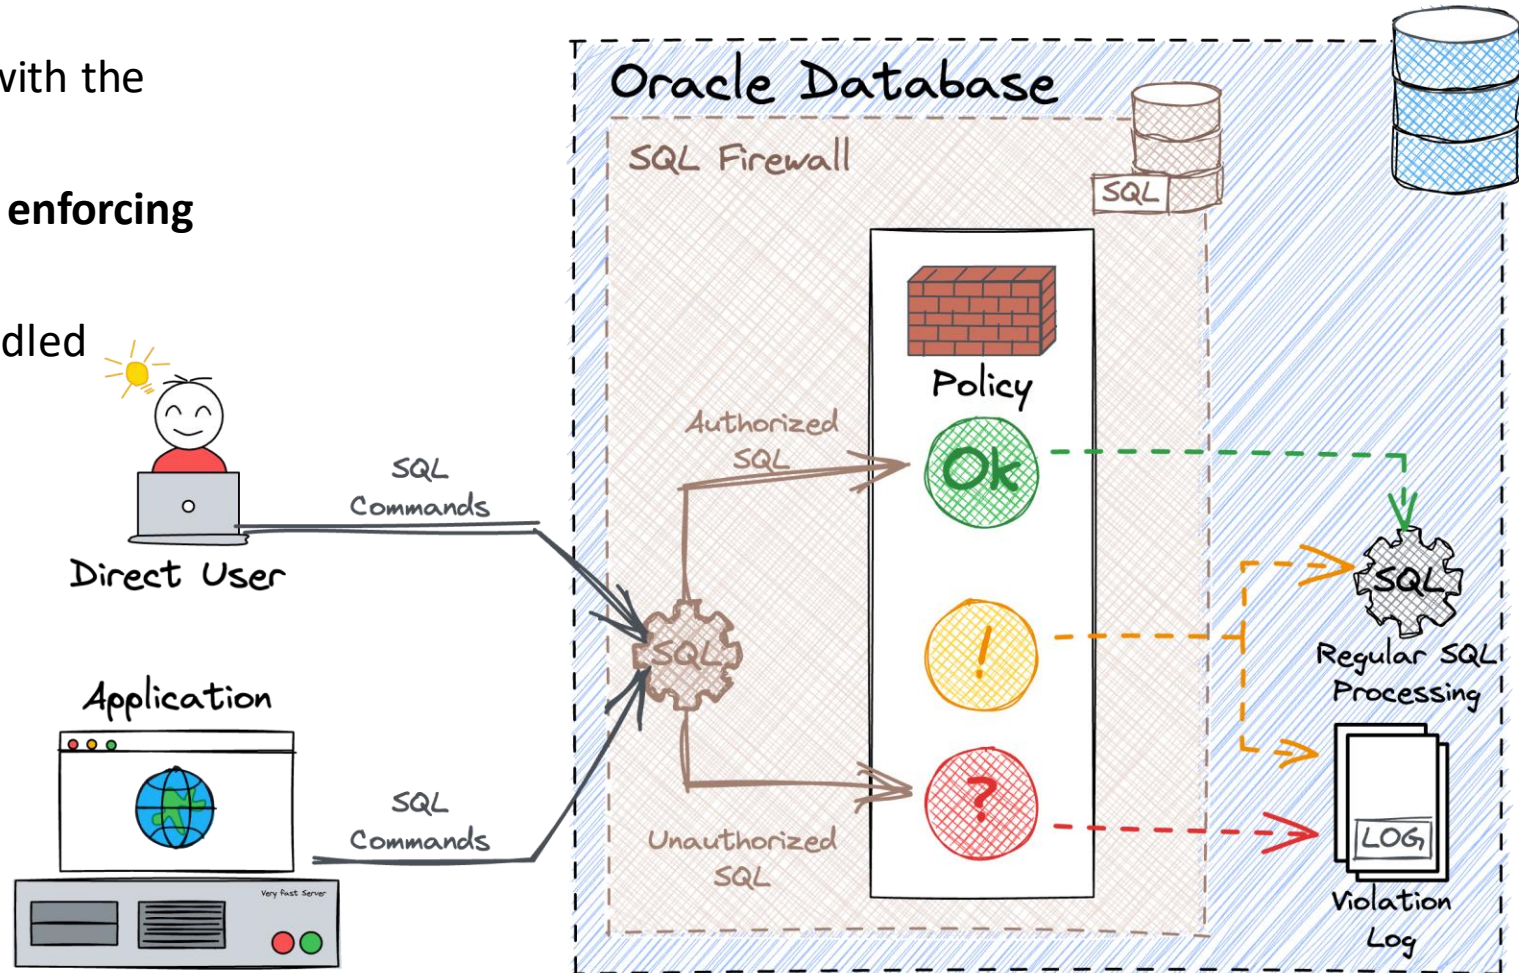 with the
enforcing
dled
Oracle Database
SQL Firewall
SQL
Policy
Authorized
SQL
Ok
SQL
Commands
Direct User
SQL
!
SQL
Regular SQL
Processing
Application
SQL
Commands
Unauthorized
SQL
?
LOG
Violation
Log
Very Fast Server